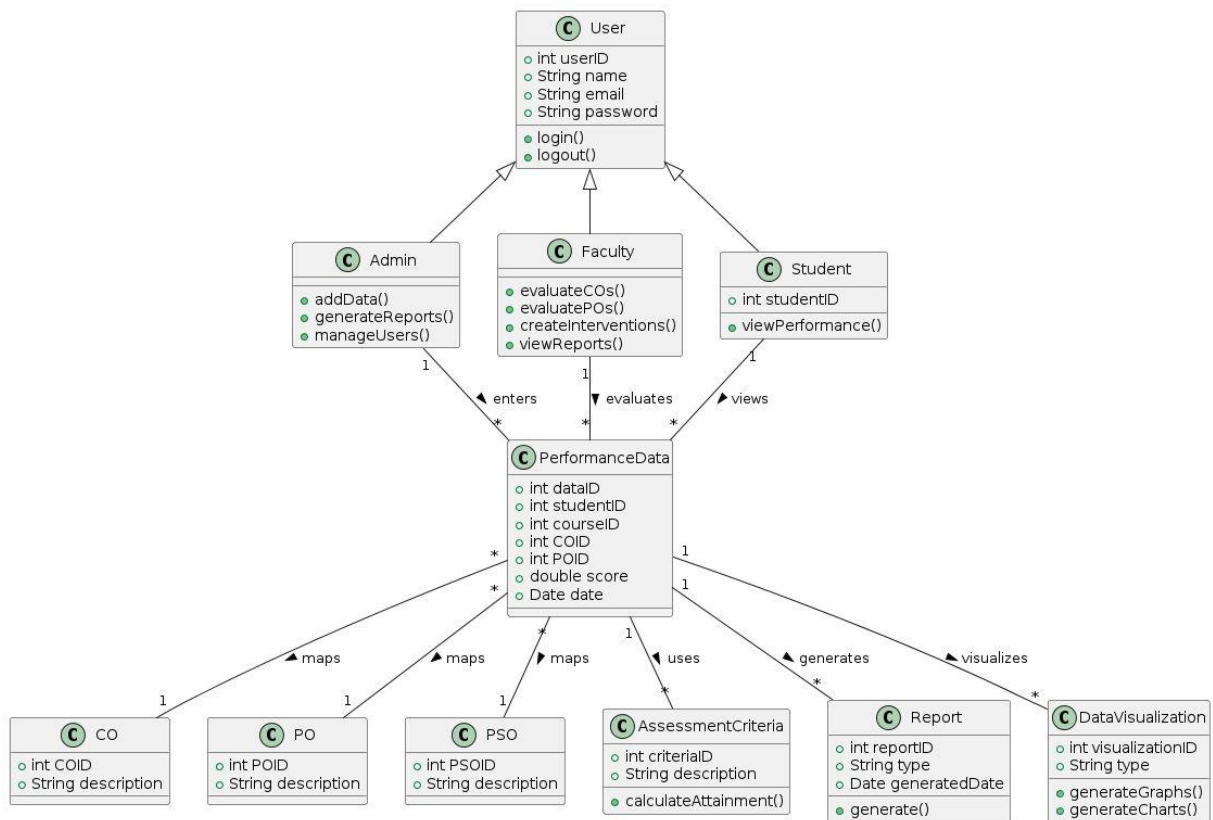 C User
int userID
String name
String email
String password
login()
logout()
C Admin
addData()
generateReports()
manageUsers()
C Faculty
evaluateCOs()
evaluatePOs()
createInterventions()
viewReports()
C Student
int studentID
viewPerformance()
1
enters
*
1
evaluates
*
1
views
*
C PerformanceData
int dataID
int studentID
int courseID
int COID
int POID
double score
Date date
*
maps
1
*
maps
1
*
maps
1
1
uses
*
1
generates
*
1
visualizes
*
C CO
int COID
String description
C PO
int POID
String description
C PSO
int PSOID
String description
C AssessmentCriteria
int criteriaID
String description
calculateAttainment()
C Report
int reportID
String type
Date generatedDate
generate()
C DataVisualization
int visualizationID
String type
generateGraphs()
generateCharts()